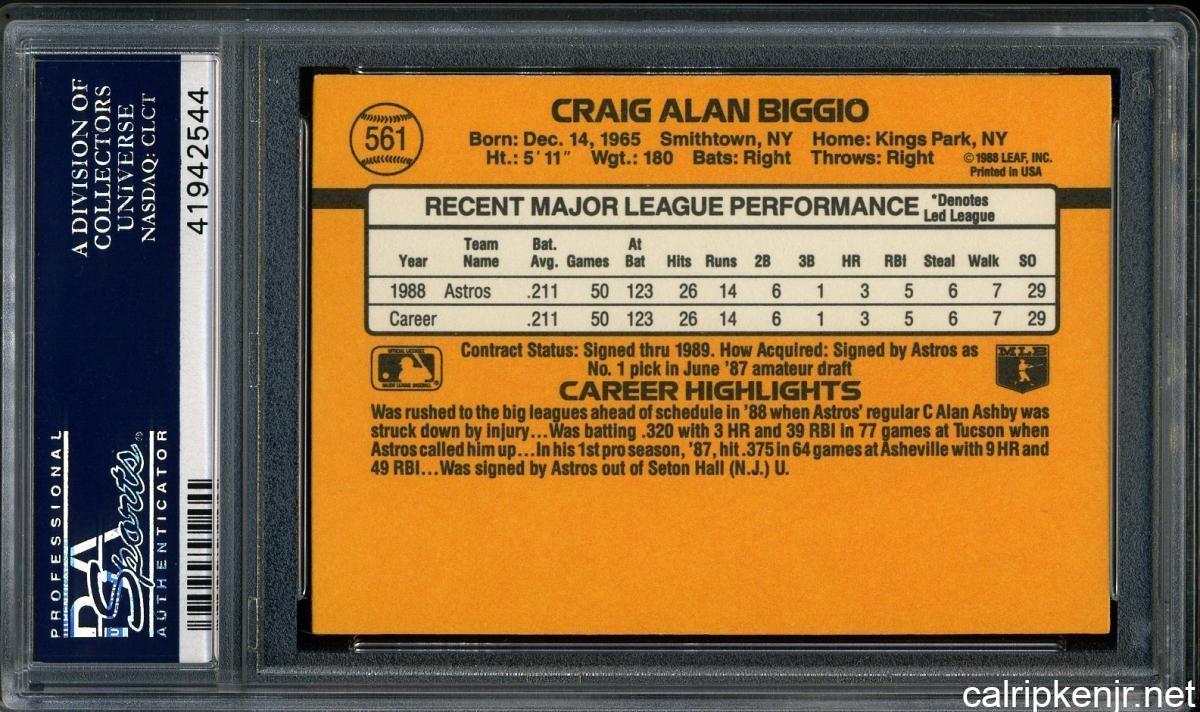 A DIVISION OF
COLLECTORS
UNIVERSE
NASDAQ: CLCT
41942544
PROFESSIONAL
PSA
Sports
AUTHENTICATOR
561
CRAIG ALAN BIGGIO
Born: Dec. 14, 1965 Smithtown, NY Home: Kings Park, NY
Ht.: 5'11" Wgt.: 180 Bats: Right Throws: Right
©1988 LEAF, INC.
Printed in USA
RECENT MAJOR LEAGUE PERFORMANCE
*Denotes
Led League
Year Team Name Bat. Avg. Games At Bat Hits Runs 2B 3B HR RBI Steal Walk SO
1988 Astros .211 50 123 26 14 6 1 3 5 6 7 29
Career .211 50 123 26 14 6 1 3 5 6 7 29
Contract Status: Signed thru 1989. How Acquired: Signed by Astros as
No. 1 pick in June '87 amateur draft
MLB
CAREER HIGHLIGHTS
Was rushed to the big leagues ahead of schedule in '88 when Astros' regular C Alan Ashby was
struck down by injury...Was batting .320 with 3 HR and 39 RBI in 77 games at Tucson when
Astros called him up...In his 1st pro season, '87, hit .375 in 64 games at Asheville with 9 HR and
49 RBI...Was signed by Astros out of Seton Hall (N.J.) U.
calripkenjr.net